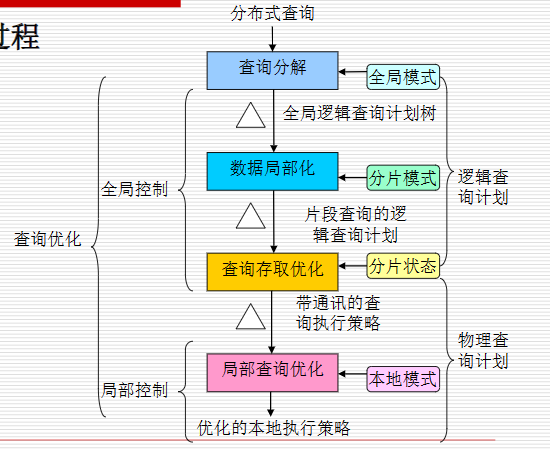 过程
分布式查询
查询分解
全局模式
全局逻辑查询计划树
数据局部化
分片模式
全局控制
逻辑查
询计划
片段查询的逻
辑查询计划
查询优化
查询存取优化
分片状态
带通讯的查
询执行策略
物理查
询计划
局部查询优化
本地模式
局部控制
优化的本地执行策略